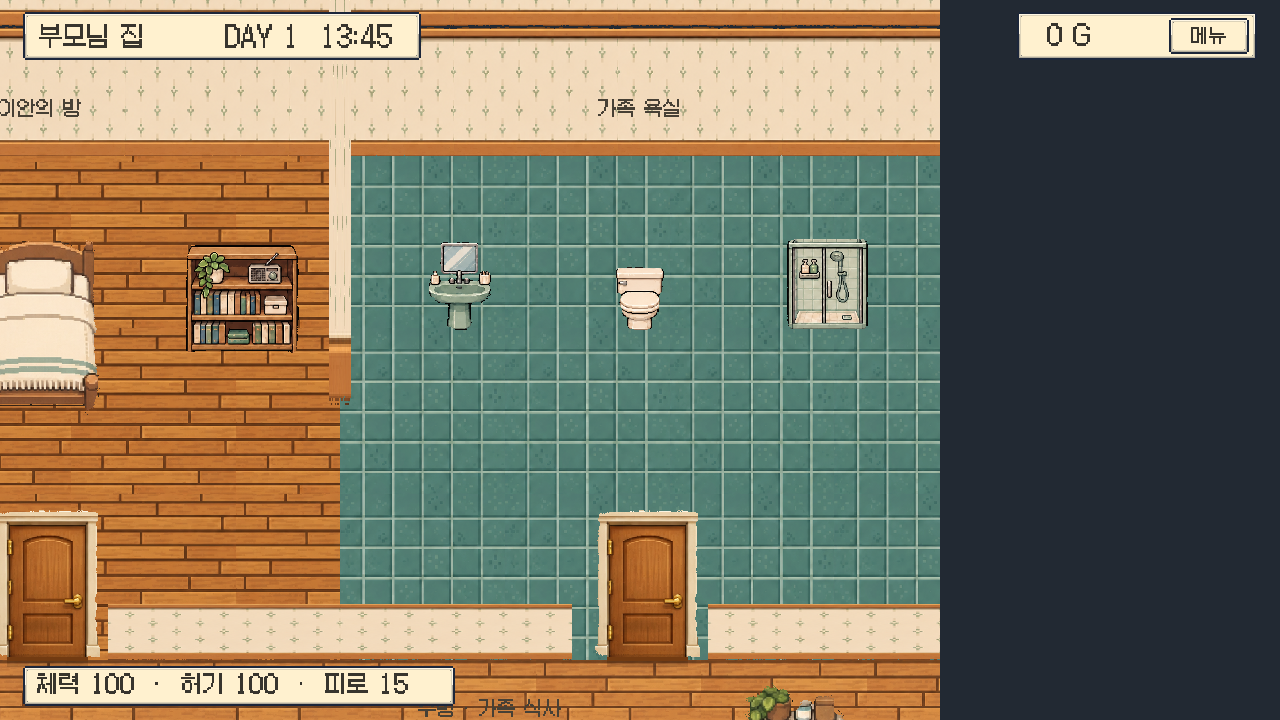 부모님 집 DAY 1 13:45
0 G 메뉴
이안의 방
가족 욕실
체력 100 · 허기 100 · 피로 15
가족 식사